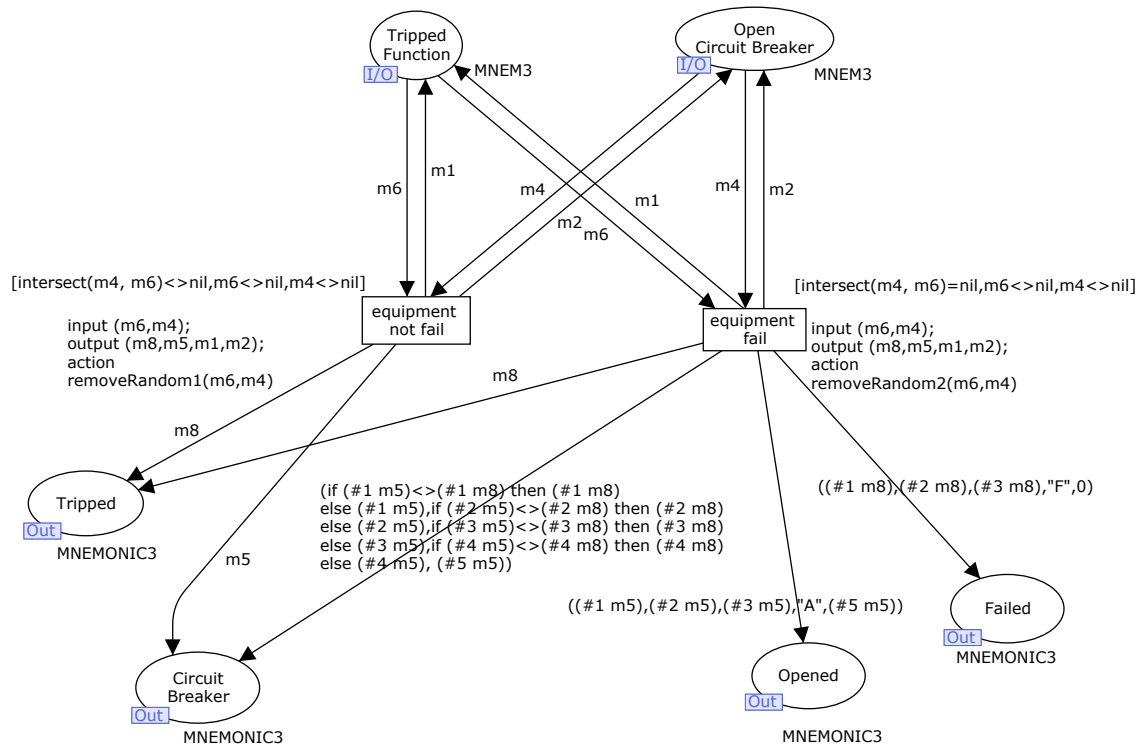 Tripped
Function
I/O
MNEM3
Open
Circuit Breaker
I/O
MNEM3
m6
m1
m4
m2
m6
m1
m4
m2
[intersect(m4, m6)<>nil,m6<>nil,m4<>nil]
[intersect(m4, m6)=nil,m6<>nil,m4<>nil]
equipment
not fail
equipment
fail
input (m6,m4);
output (m8,m5,m1,m2);
action
removeRandom1(m6,m4)
input (m6,m4);
output (m8,m5,m1,m2);
action
removeRandom2(m6,m4)
m8
m8
Tripped
Out
MNEMONIC3
(if (#1 m5)<>(#1 m8) then (#1 m8)
else (#1 m5),if (#2 m5)<>(#2 m8) then (#2 m8)
else (#2 m5),if (#3 m5)<>(#3 m8) then (#3 m8)
else (#3 m5),if (#4 m5)<>(#4 m8) then (#4 m8)
else (#4 m5), (#5 m5))
((#1 m8),(#2 m8),(#3 m8),"F",0)
m5
((#1 m5),(#2 m5),(#3 m5),"A",(#5 m5))
Failed
Out
MNEMONIC3
Circuit
Breaker
Out
MNEMONIC3
Opened
Out
MNEMONIC3